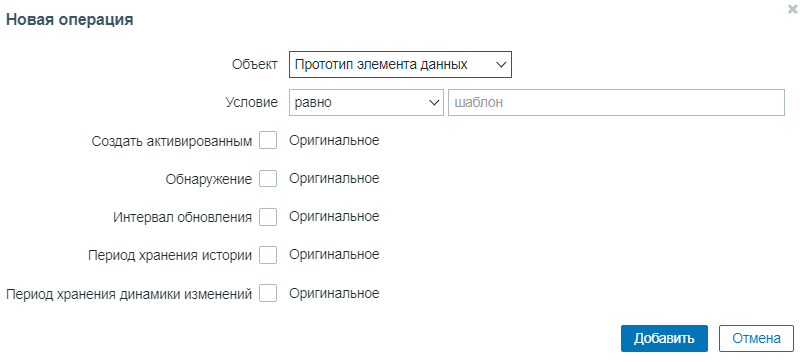 Новая операция
Объект Прототип элемента данных
Условие равно шаблон
Создать активированным Оригинальное
Обнаружение Оригинальное
Интервал обновления Оригинальное
Период хранения истории Оригинальное
Период хранения динамики изменений Оригинальное
Добавить Отмена